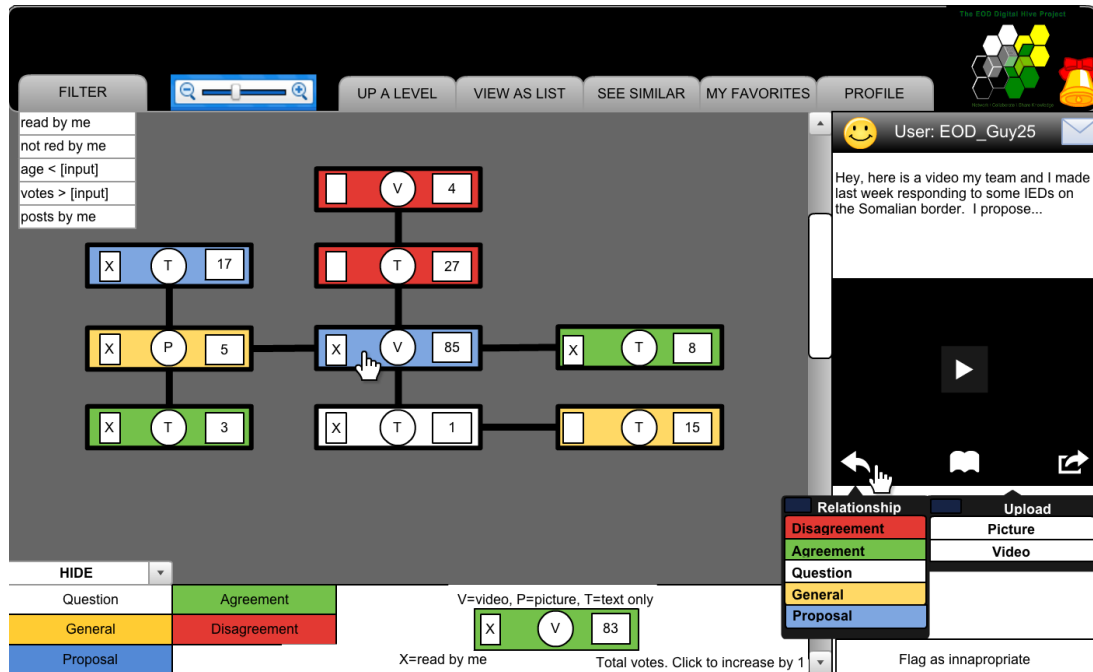 The EOD Digital Hive Project
FILTER
UP A LEVEL
VIEW AS LIST
SEE SIMILAR
MY FAVORITES
PROFILE
Network | Collaborate | Share Knowledge
read by me
not red by me
age < [input]
votes > [input]
posts by me
User: EOD_Guy25
Hey, here is a video my team and I made
last week responding to some IEDs on
the Somalian border.  I propose...
V 4
X T 17
T 27
X P 5
X V 85
X T 8
X T 3
X T 1
T 15
Relationship
Disagreement
Agreement
Question
General
Proposal
Upload
Picture
Video
HIDE
Question
Agreement
General
Disagreement
Proposal
V=video, P=picture, T=text only
X V 83
X=read by me
Total votes. Click to increase by 1
Flag as innapropriate